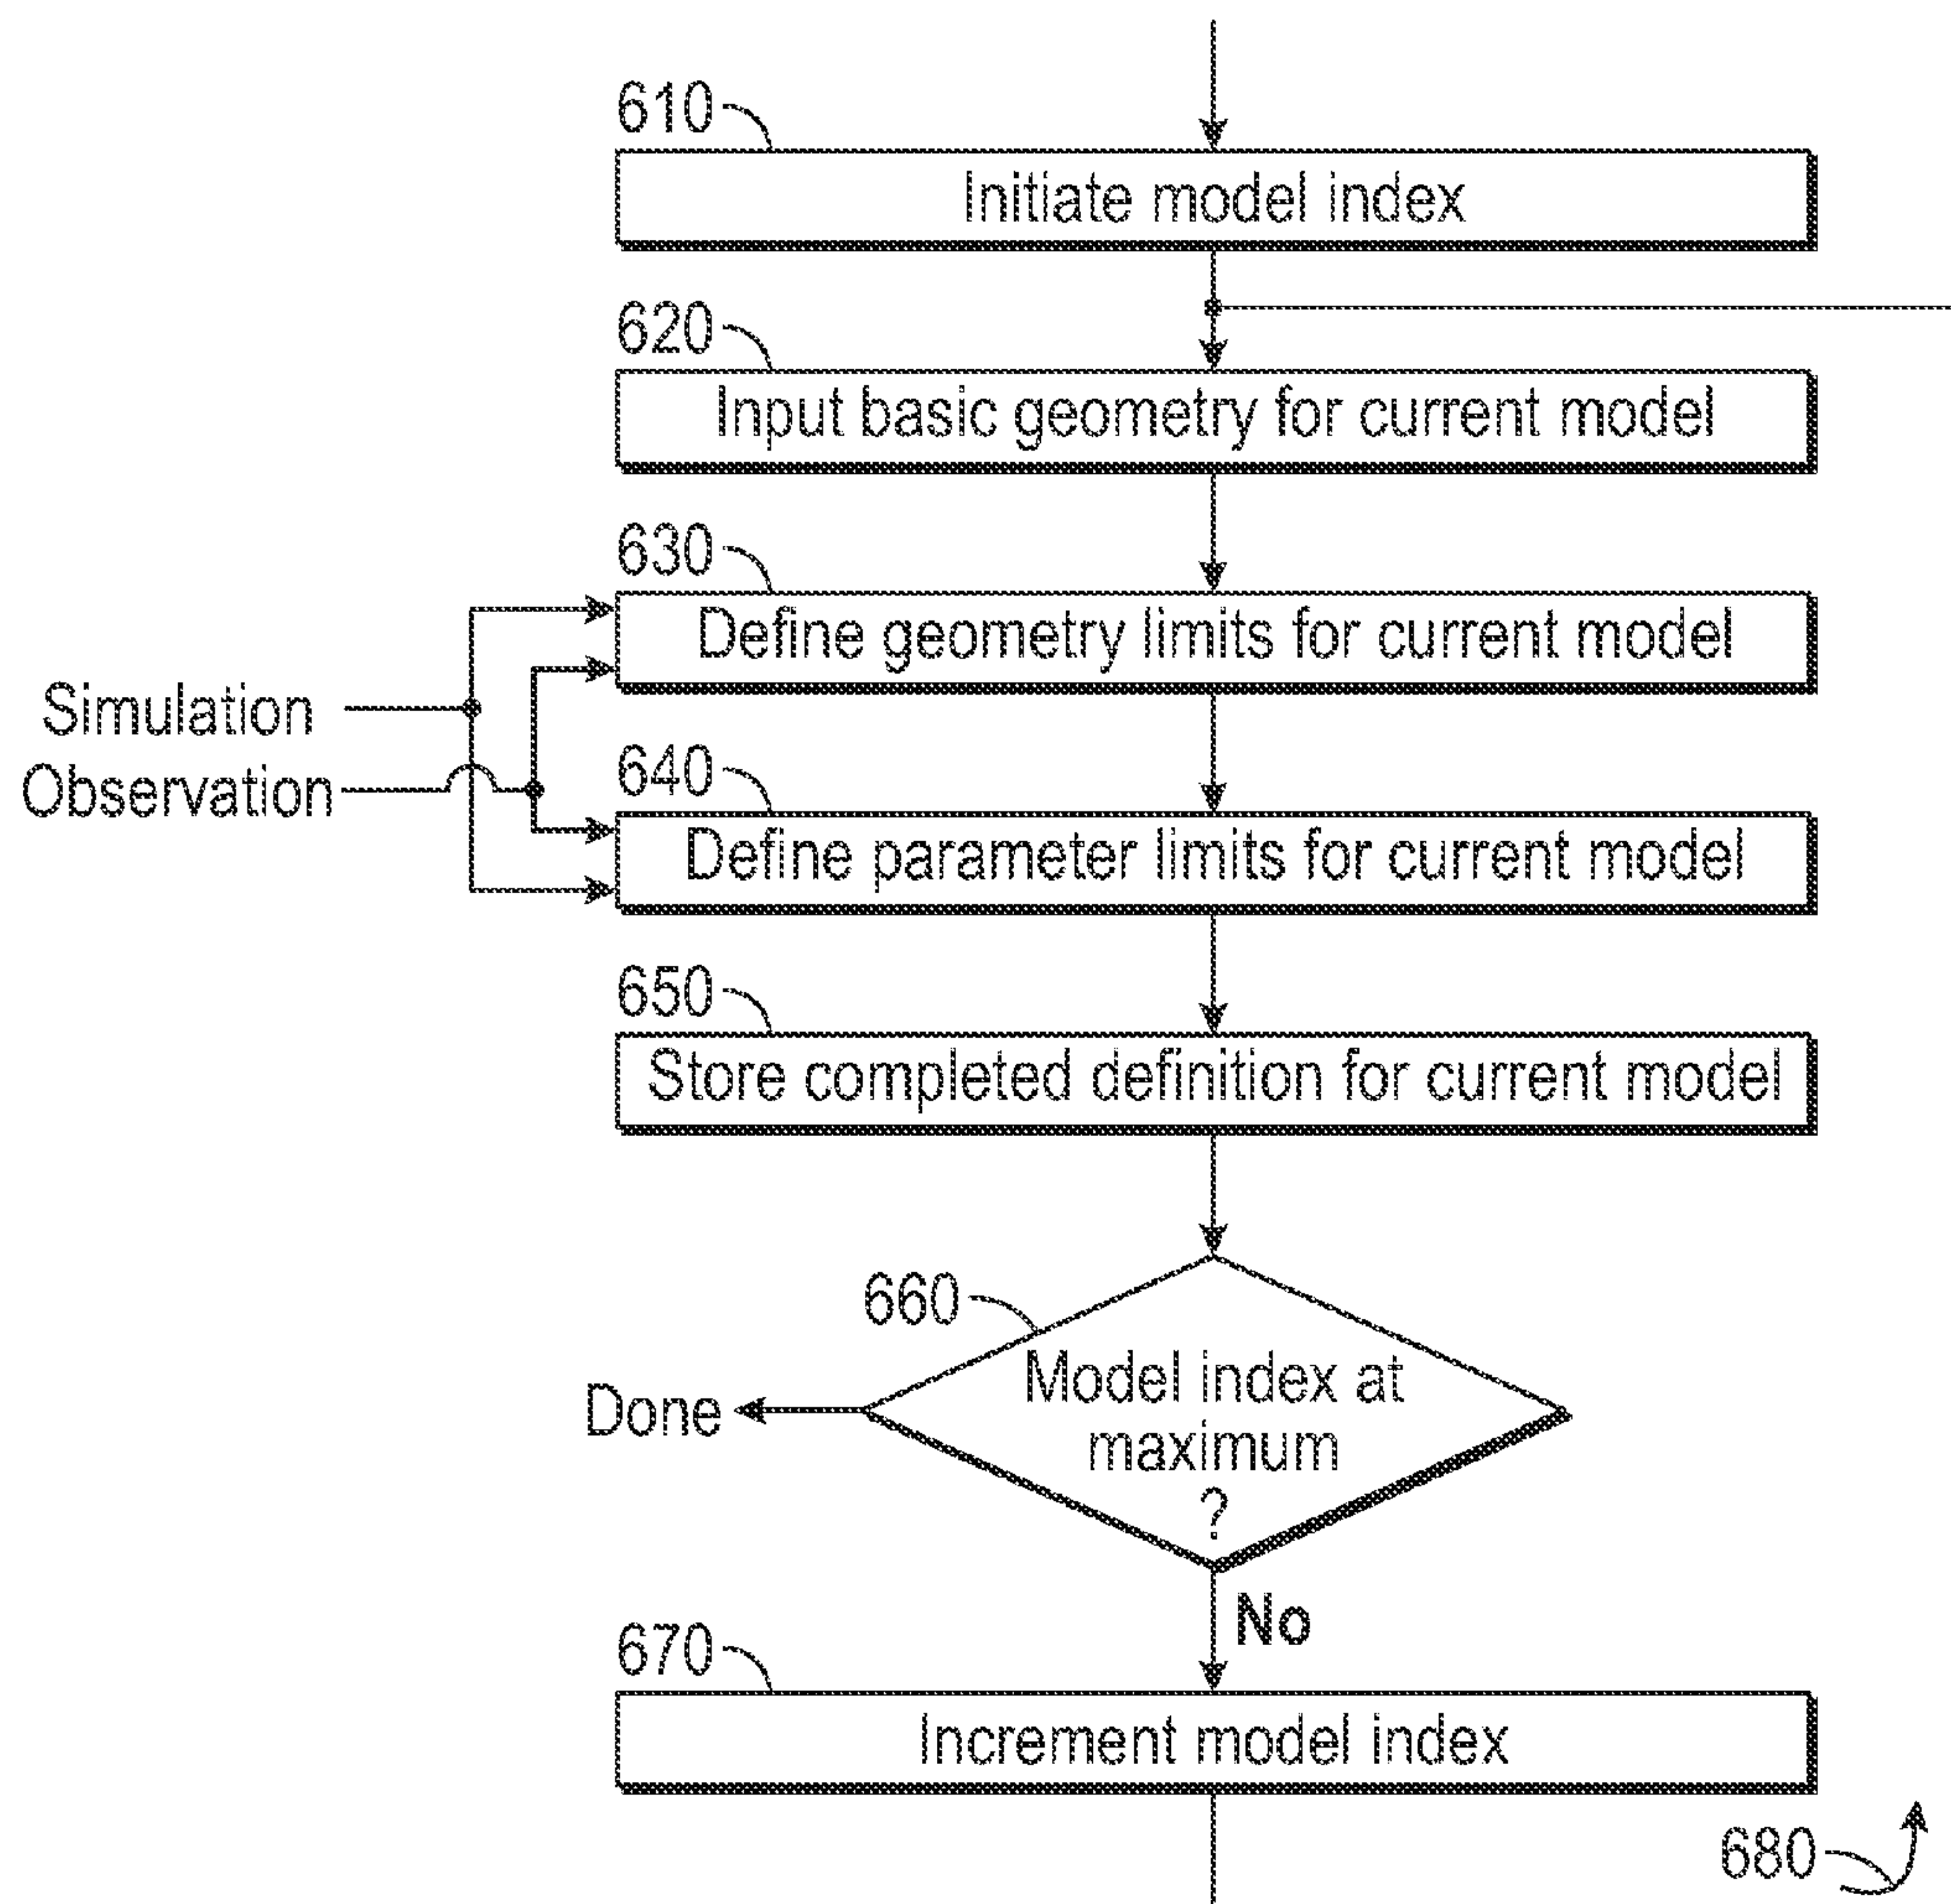 610
Initiate model index
620
Input basic geometry for current model
630
Define geometry limits for current model
Simulation
Observation
640
Define parameter limits for current model
650
Store completed definition for current model
660
Model index at
maximum
?
Done
No
670
Increment model index
680